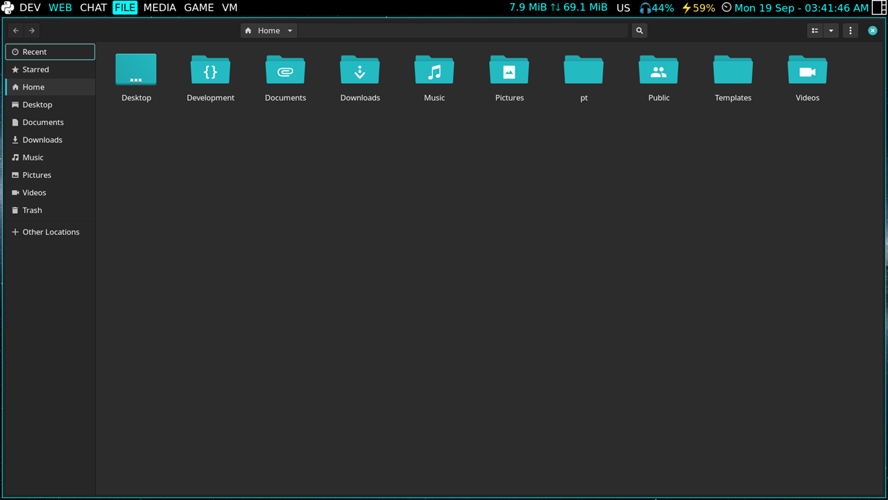 DEV WEB CHAT FILE MEDIA GAME VM 7.9 MiB ↑↓ 69.1 MiB US 44% 59% Mon 19 Sep - 03:41:46 AM
Home
Recent
Starred
Home
Desktop
Documents
Downloads
Music
Pictures
Videos
Trash
Other Locations
Desktop Development Documents Downloads Music Pictures pt Public Templates Videos